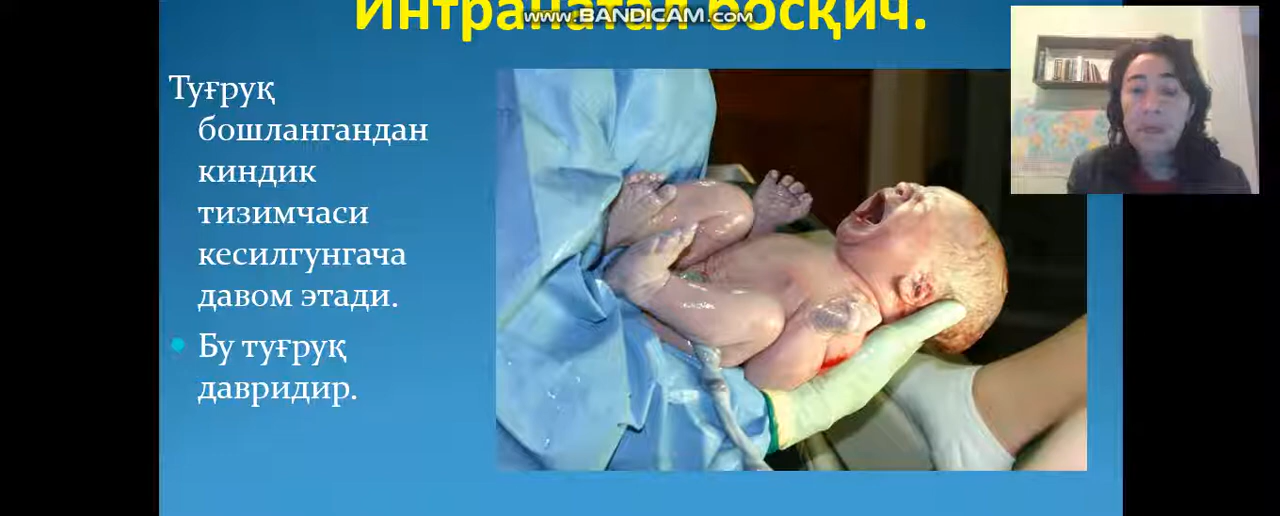 Интранатал босқич.
www.BANDICAM.com
Туғруқ
бошлангандан
киндик
тизимчаси
кесилгунгача
давом этади.
Бу туғруқ
давридир.